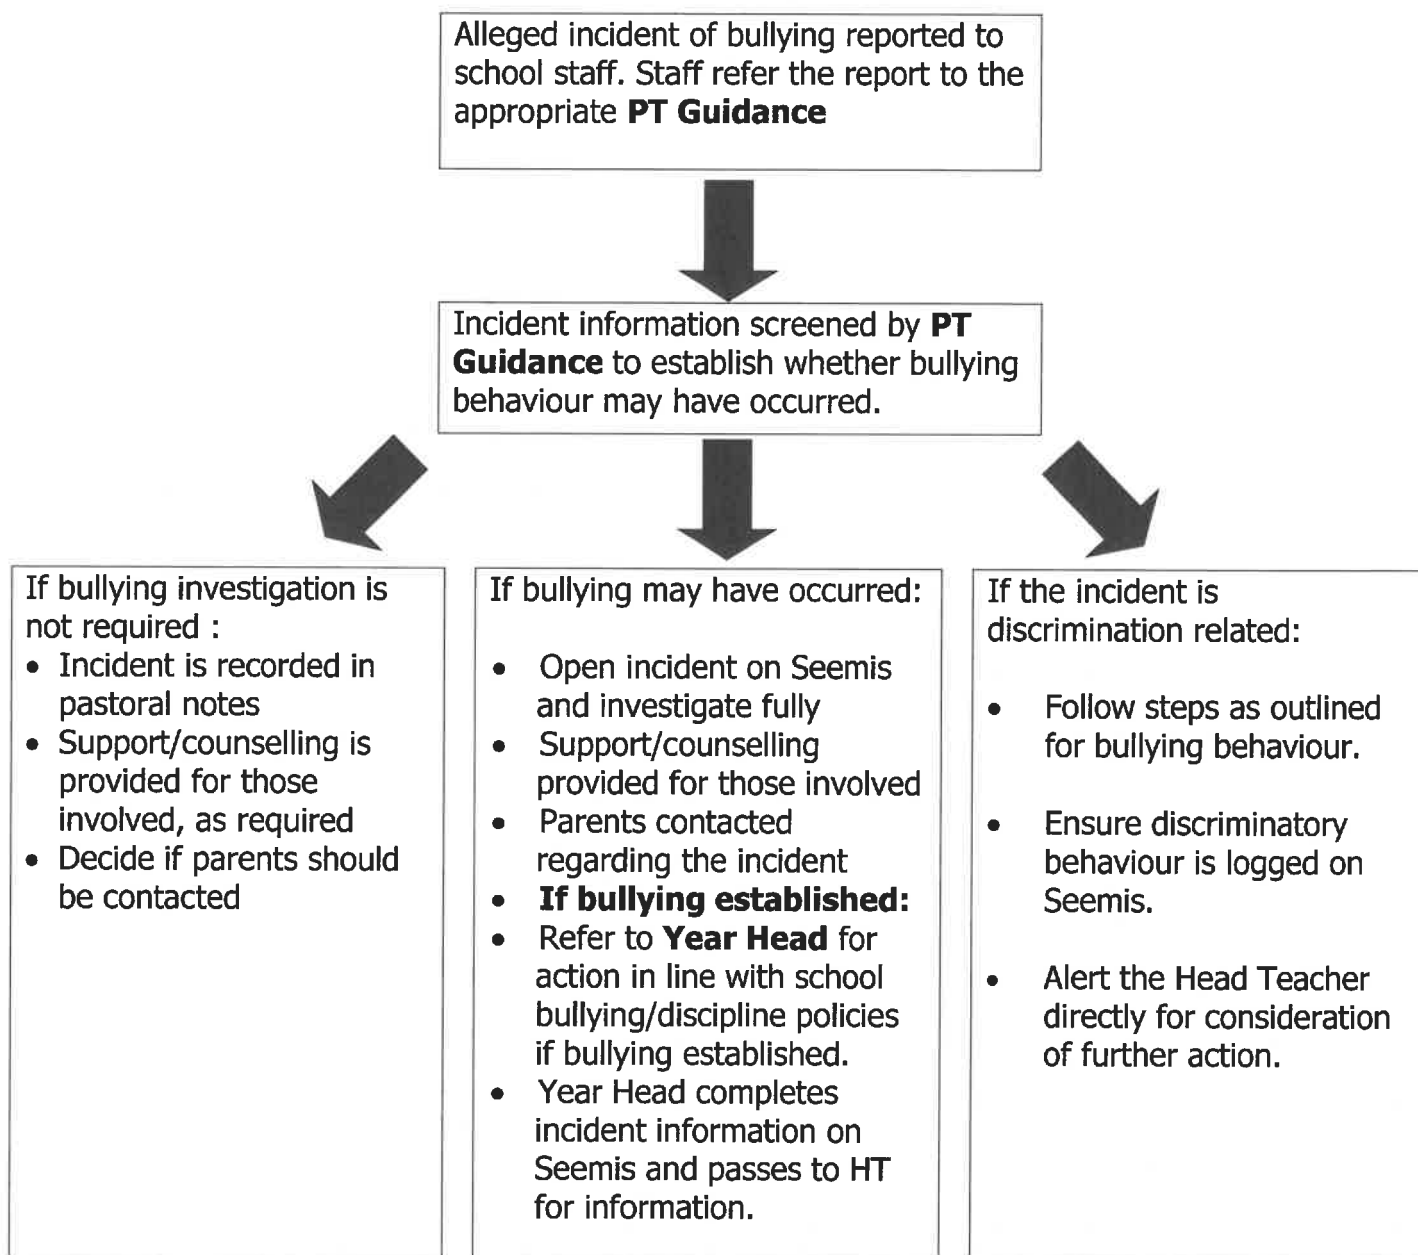 Alleged incident of bullying reported to
school staff. Staff refer the report to the
appropriate PT Guidance
Incident information screened by PT
Guidance to establish whether bullying
behaviour may have occurred.
If bullying investigation is
not required :
• Incident is recorded in
pastoral notes
• Support/counselling is
provided for those
involved, as required
• Decide if parents should
be contacted
If bullying may have occurred:
• Open incident on Seemis
and investigate fully
• Support/counselling
provided for those involved
• Parents contacted
regarding the incident
• If bullying established:
• Refer to Year Head for
action in line with school
bullying/discipline policies
if bullying established.
• Year Head completes
incident information on
Seemis and passes to HT
for information.
If the incident is
discrimination related:
• Follow steps as outlined
for bullying behaviour.
• Ensure discriminatory
behaviour is logged on
Seemis.
• Alert the Head Teacher
directly for consideration
of further action.